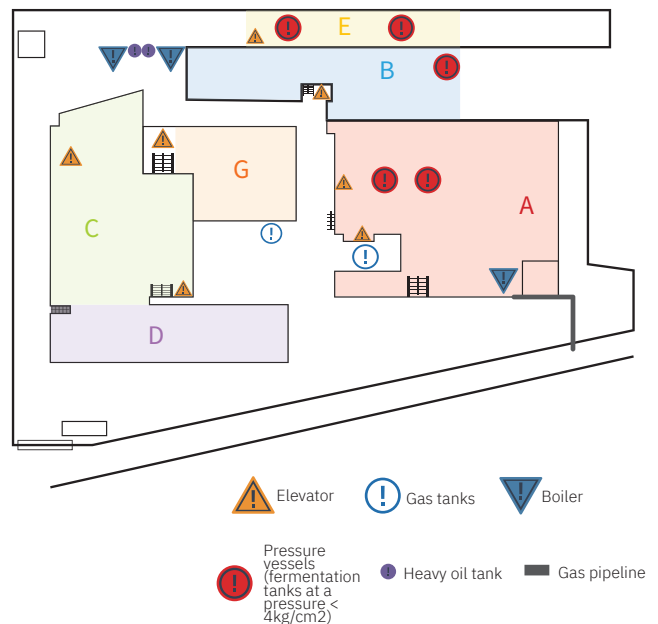 E
B
G
A
C
D
Elevator
Gas tanks
Boiler
Pressure
vessels
(fermentation
tanks at a
pressure <
4kg/cm2)
Heavy oil tank
Gas pipeline